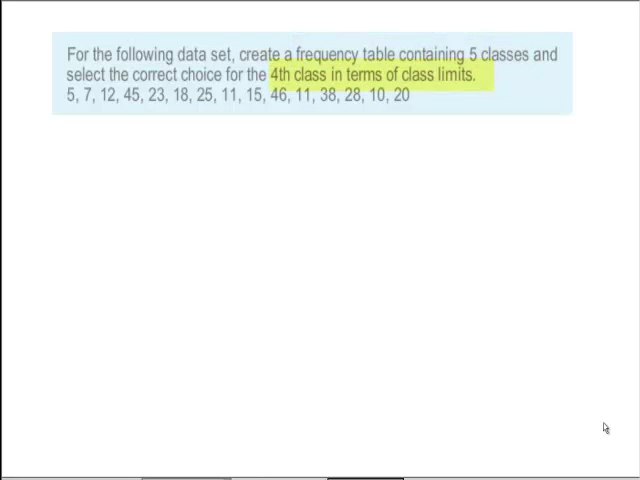 For the following data set, create a frequency table containing 5 classes and
select the correct choice for the 4th class in terms of class limits.
5, 7, 12, 45, 23, 18, 25, 11, 15, 46, 11, 38, 28, 10, 20